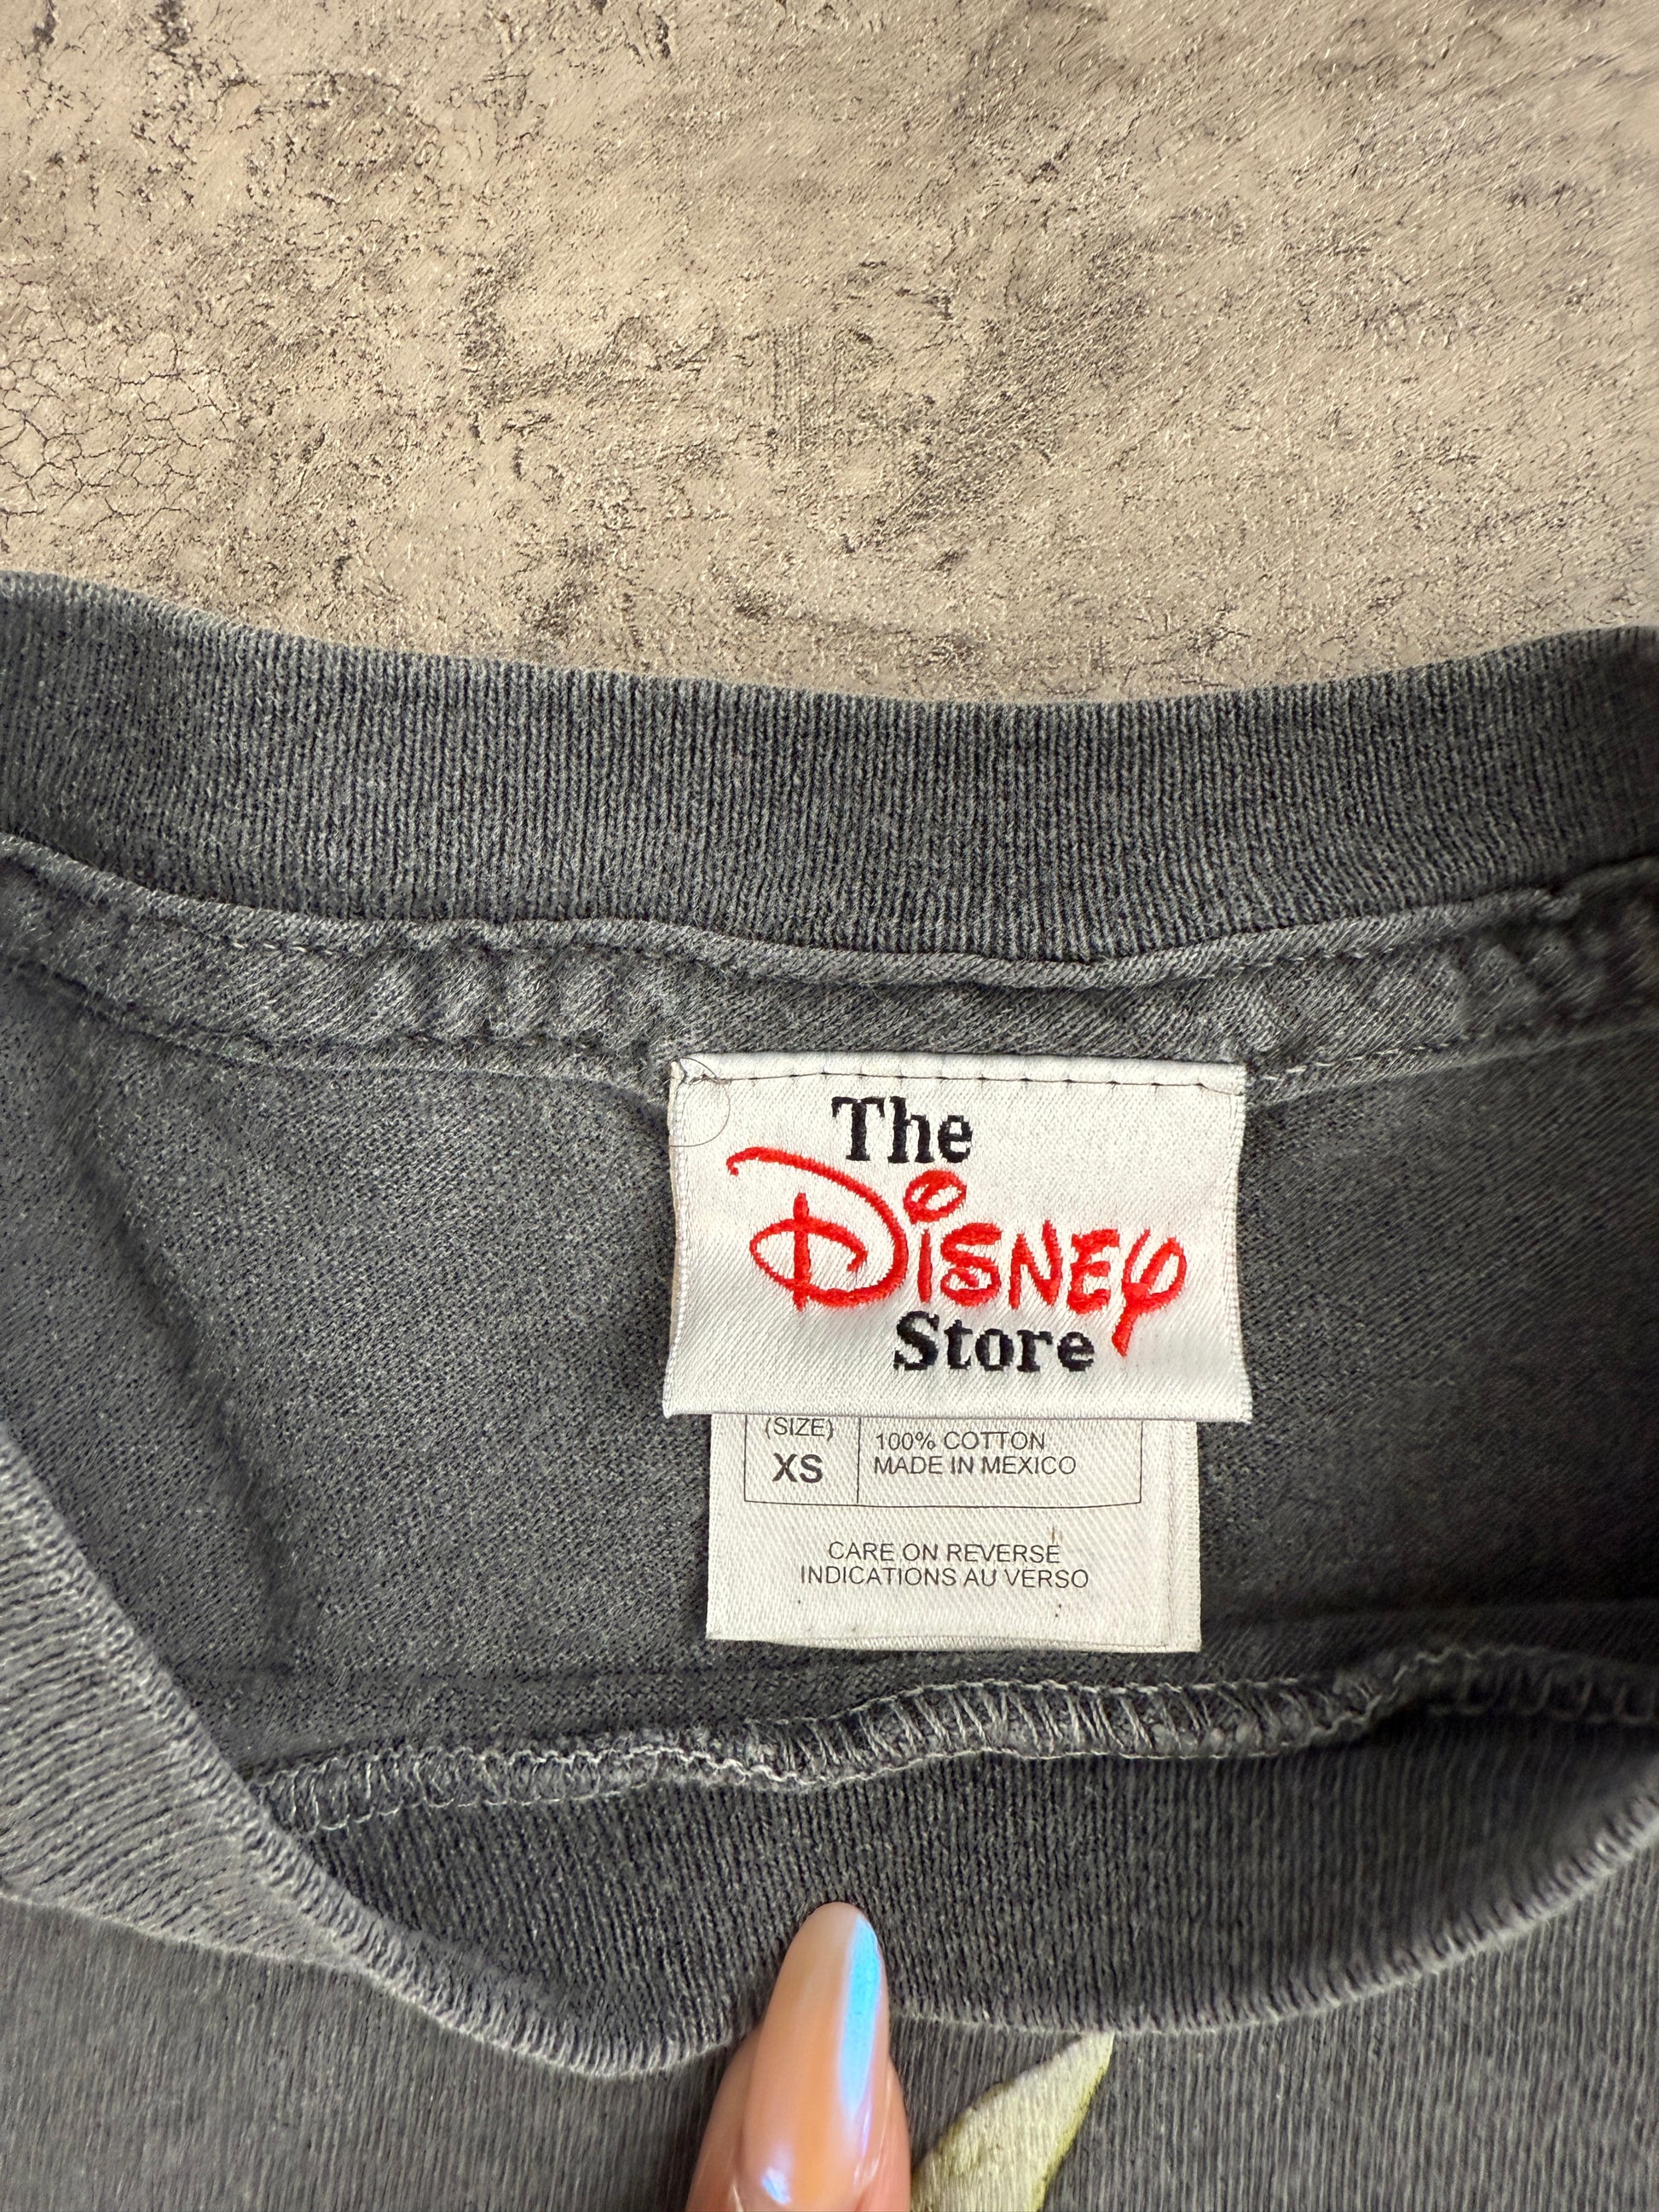 The
Disney
Store
(SIZE)
XS
100% COTTON
MADE IN MEXICO
CARE ON REVERSE
INDICATIONS AU VERSO